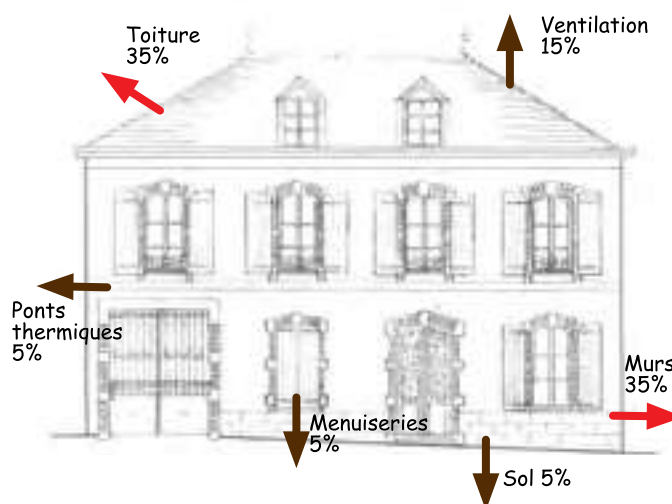 Toiture
35%
Ventilation
15%
Ponts
thermiques
5%
Murs
35%
Menuiseries
5%
Sol 5%